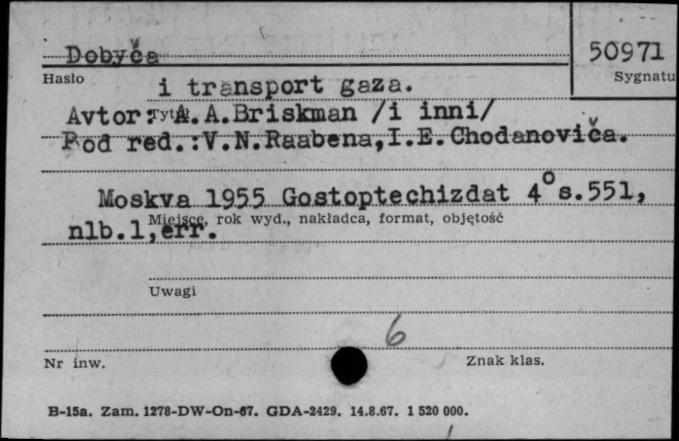 Dobyča
50971
Hasło
Sygnatu
i transport gaza.
Avtor: A.A.Briskman /i inni/
Tytuł
Pod red.:V.N.Raabena,I.E.Chodanoviča.
Moskva 1955 Gostoptechizdat 4° s.551,
Miejsce, rok wyd., nakładca, format, objętość
nlb.1,err.
Uwagi
6
Nr inw.
Znak klas.
B-15a. Zam. 1278-DW-On-67. GDA-2429. 14.8.67. 1 520 000.